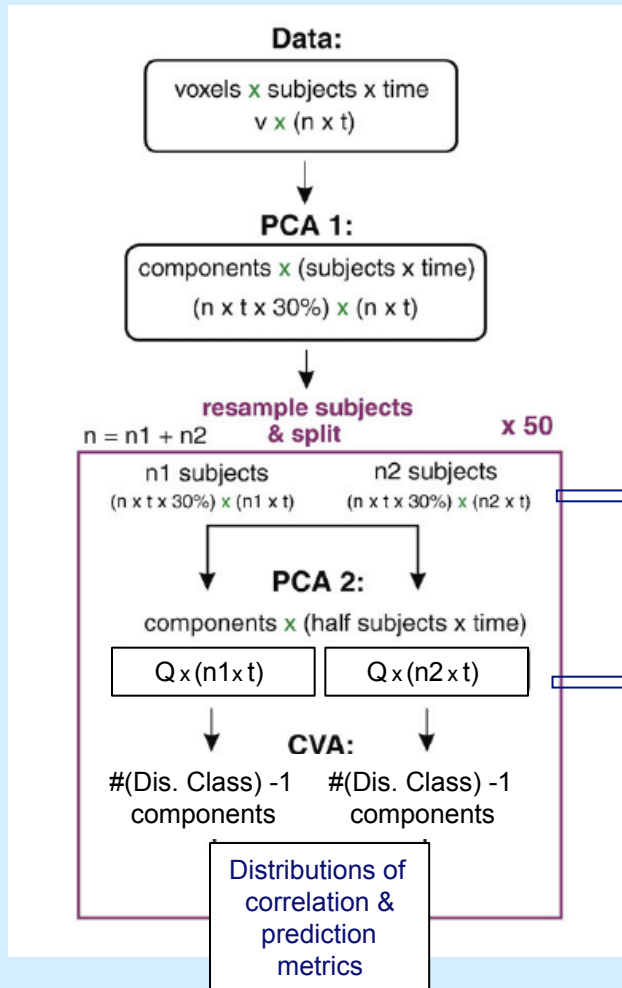 Data:
voxels x subjects x time
v x (n x t)
PCA 1:
components x (subjects x time)
(n x t x 30%) x (n x t)
resample subjects
& split
x 50
n = n1 + n2
n1 subjects
(n x t x 30%) x (n1 x t)
n2 subjects
(n x t x 30%) x (n2 x t)
PCA 2:
components x (half subjects x time)
Q x (n1 x t)
Q x (n2 x t)
CVA:
#(Dis. Class) -1
components
#(Dis. Class) -1
components
Distributions of
correlation &
prediction
metrics